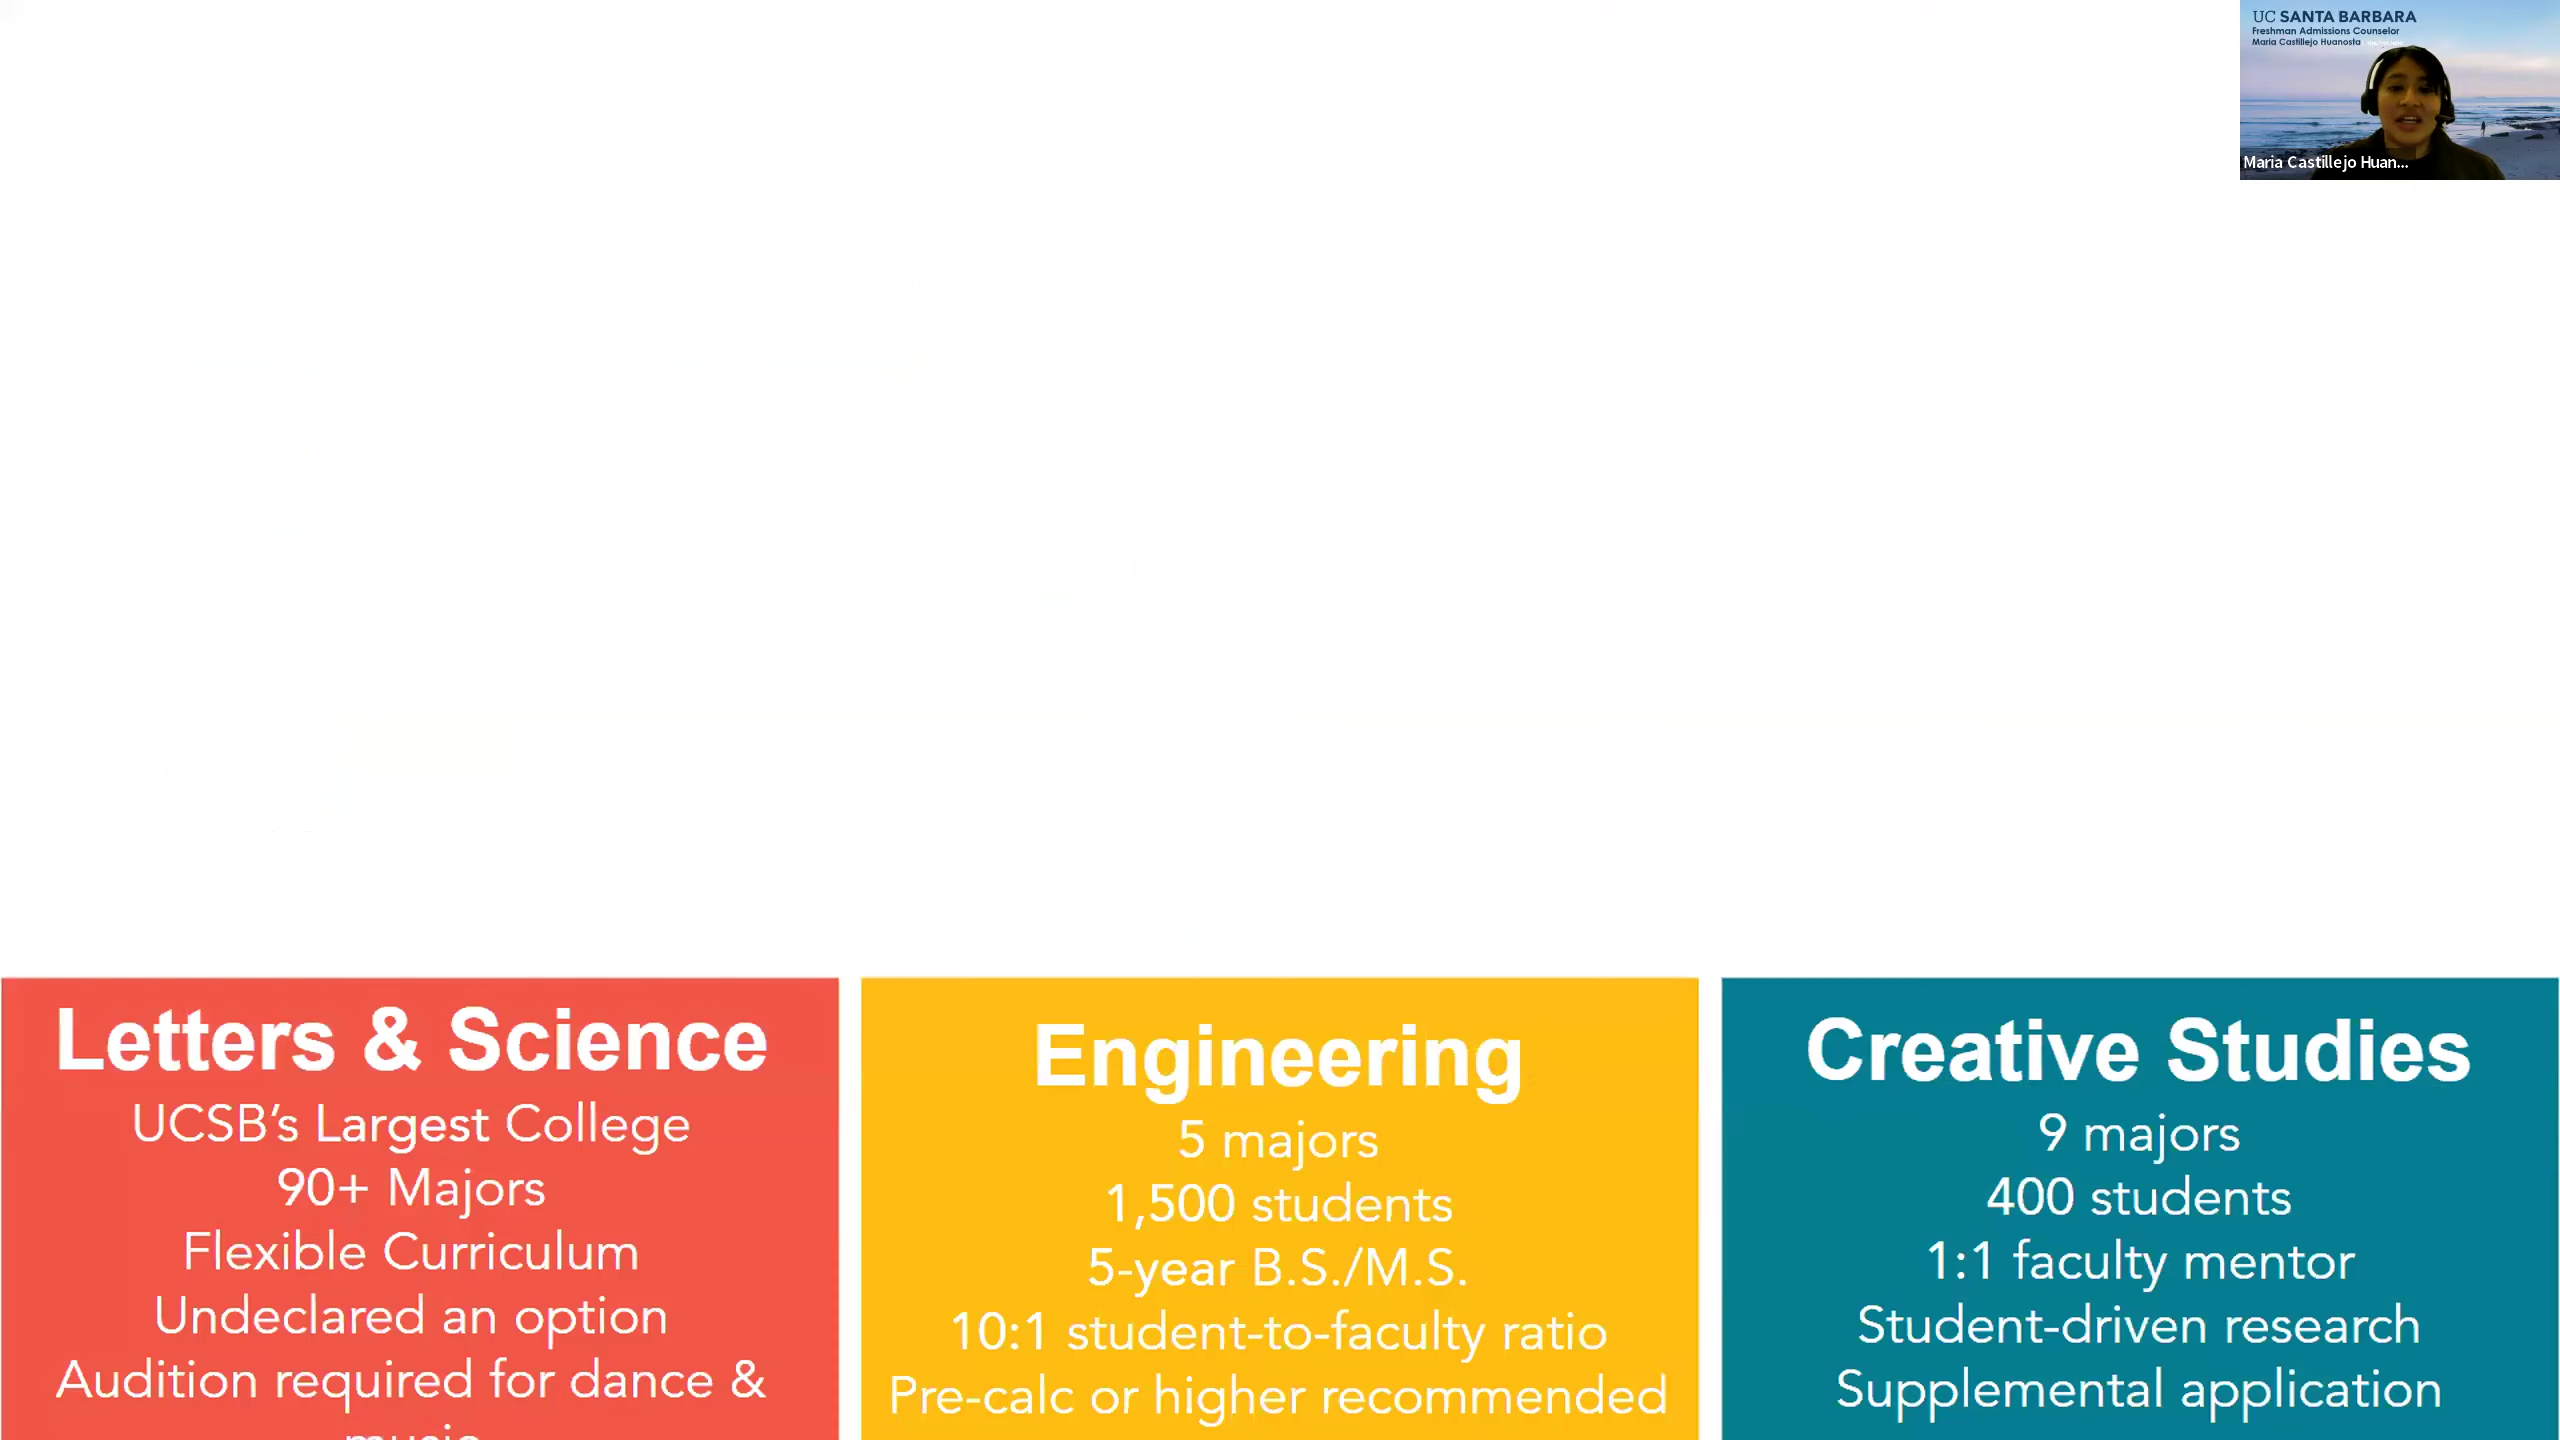 UC SANTA BARBARA
Freshman Admissions Counselor
Maria Castillejo Huanosta
Maria Castillejo Huan...
Letters & Science
UCSB's Largest College
90+ Majors
Flexible Curriculum
Undeclared an option
Audition required for dance &
music
Engineering
5 majors
1,500 students
5-year B.S./M.S.
10:1 student-to-faculty ratio
Pre-calc or higher recommended
Creative Studies
9 majors
400 students
1:1 faculty mentor
Student-driven research
Supplemental application